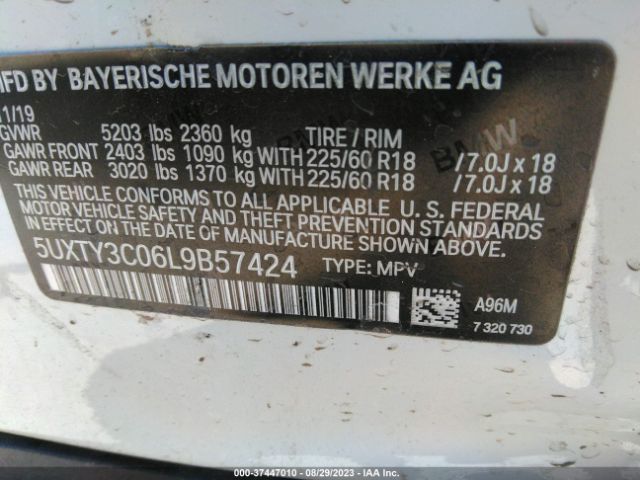 MFD BY BAYERISCHE MOTOREN WERKE AG
11/19
GVWR 5203 lbs 2360 kg TIRE / RIM
GAWR FRONT 2403 lbs 1090 kg WITH 225/60 R18 / 7.0J x 18
GAWR REAR 3020 lbs 1370 kg WITH 225/60 R18 / 7.0J x 18
THIS VEHICLE CONFORMS TO ALL APPLICABLE U. S. FEDERAL
MOTOR VEHICLE SAFETY AND THEFT PREVENTION STANDARDS
IN EFFECT ON THE DATE OF MANUFACTURE SHOWN ABOVE.
5UXTY3C06L9B57424 TYPE: MPV
A96M
7 320 730
BMW
000-37447010 - 08/29/2023 - IAA Inc.